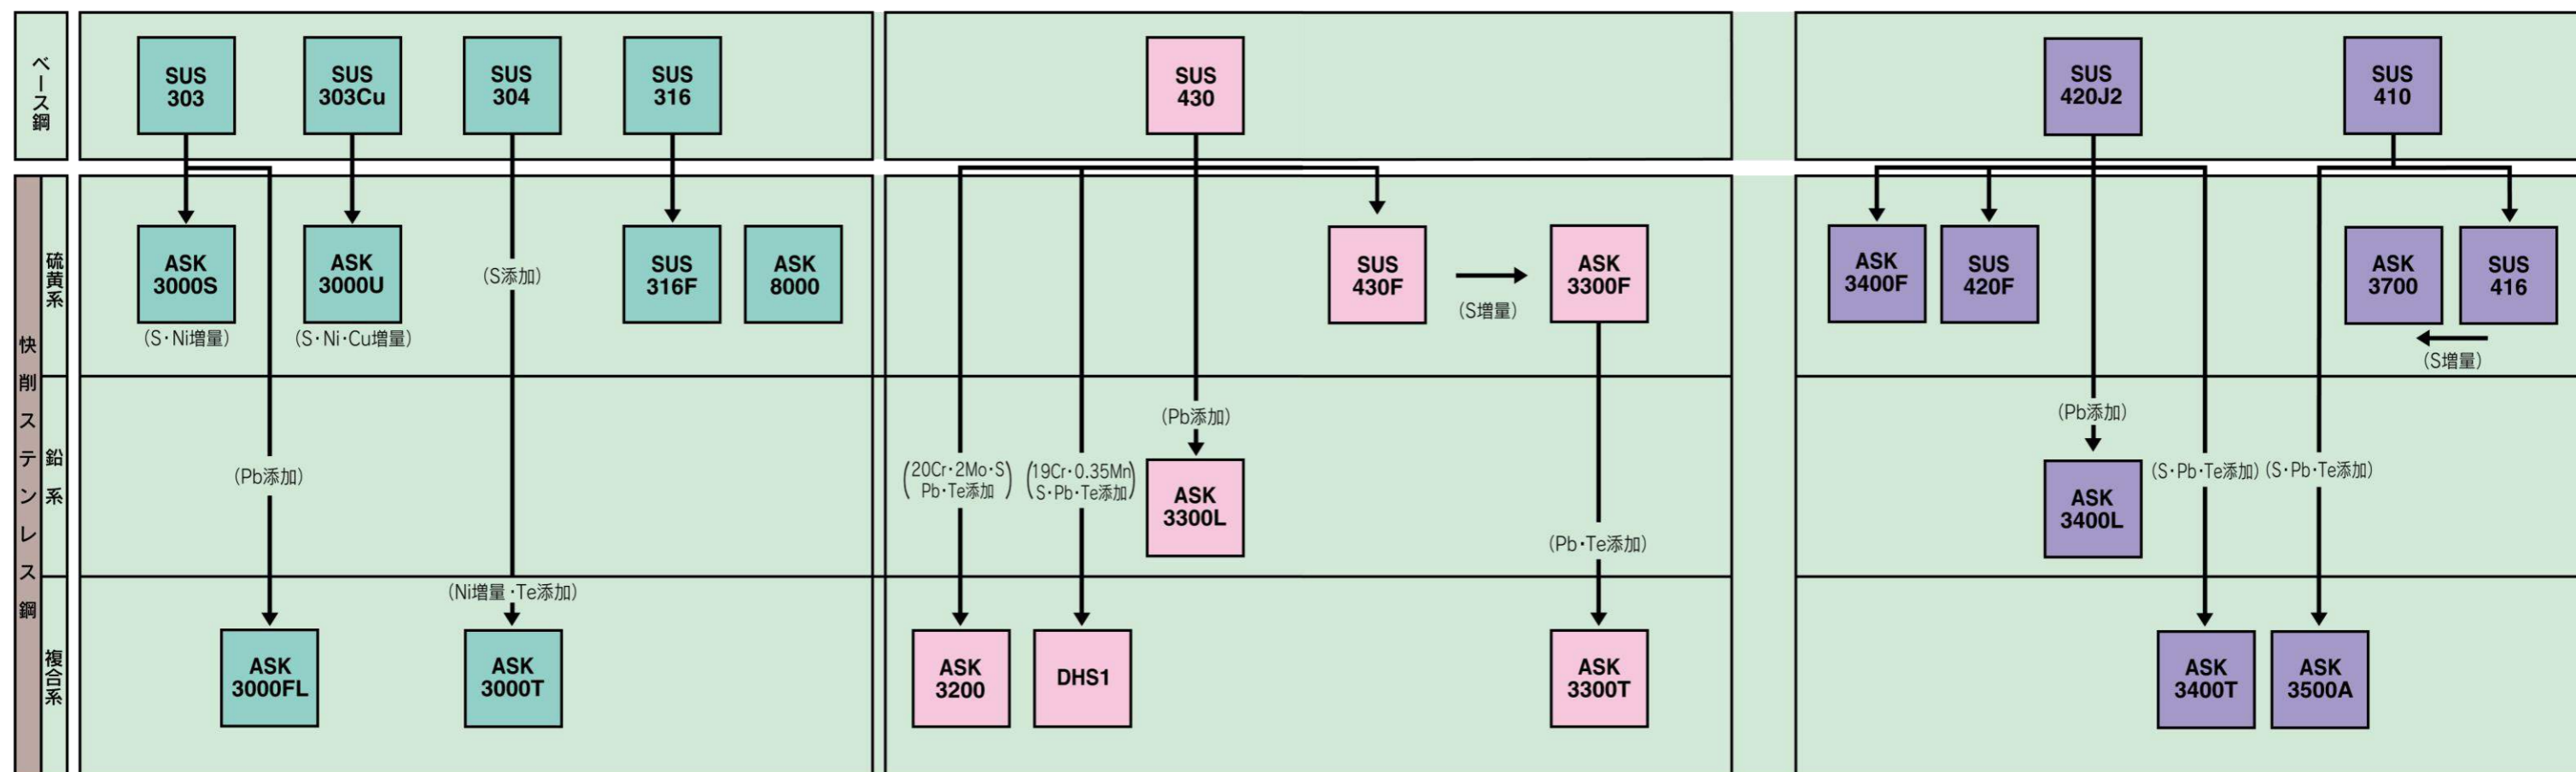 ベース鋼
SUS
303
SUS
303Cu
SUS
304
SUS
316
SUS
430
SUS
420J2
SUS
410
快削ステンレス鋼
硫黄系
ASK
3000S
(S・Ni増量)
ASK
3000U
(S・Ni・Cu増量)
(S添加)
SUS
316F
ASK
8000
SUS
430F
(S増量)
ASK
3300F
ASK
3400F
SUS
420F
ASK
3700
SUS
416
(S増量)
鉛系
(Pb添加)
(20Cr・2Mo・S
Pb・Te添加)
(19Cr・0.35Mn
S・Pb・Te添加)
(Pb添加)
ASK
3300L
(Pb・Te添加)
(Pb添加)
ASK
3400L
(S・Pb・Te添加)
(S・Pb・Te添加)
複合系
(Ni増量・Te添加)
ASK
3000FL
ASK
3000T
ASK
3200
DHS1
ASK
3300T
ASK
3400T
ASK
3500A